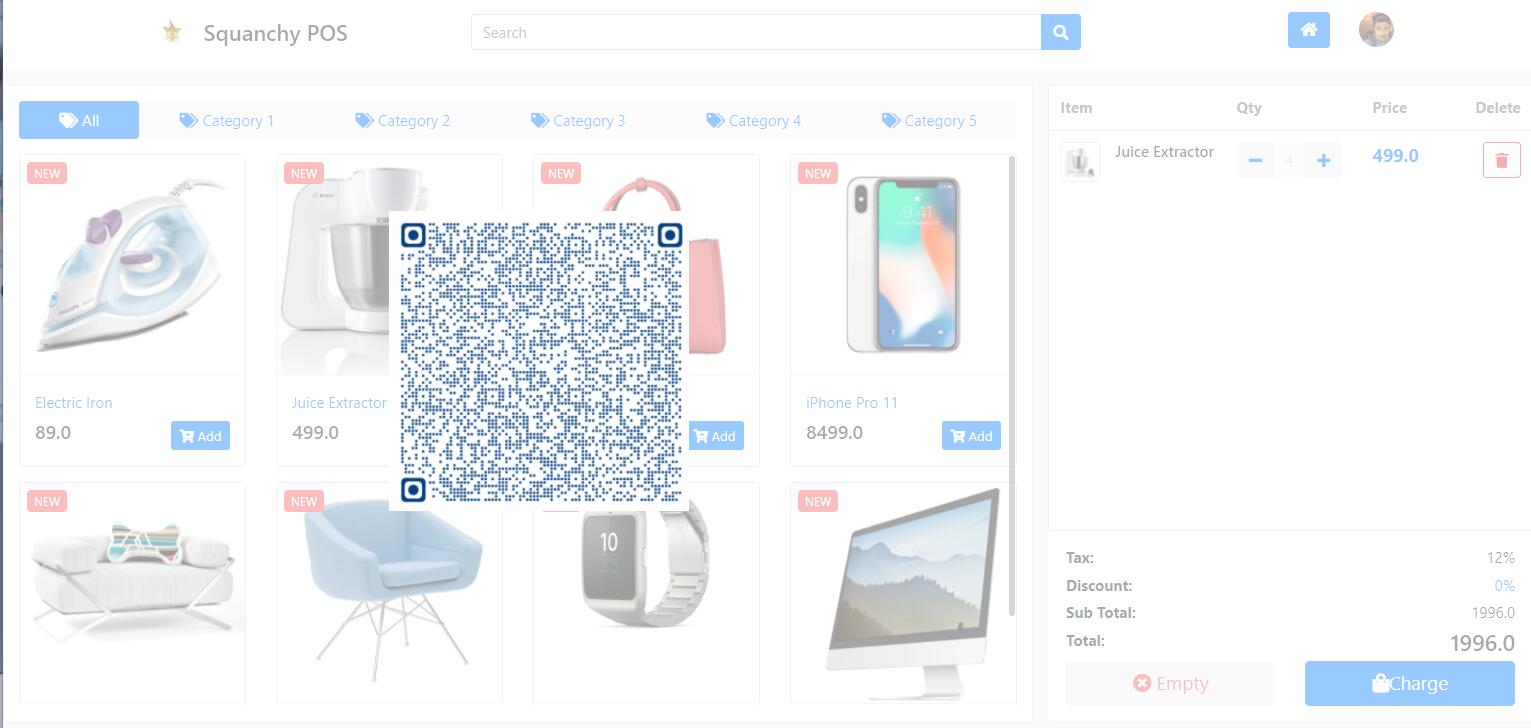 Squanchy POS
Search
All
Category 1
Category 2
Category 3
Category 4
Category 5
Item
Qty
Price
Delete
Juice Extractor
4
499.0
NEW
NEW
NEW
NEW
9:41
10
35
Electric Iron
89.0
Add
Juice Extractor
499.0
Add
iPhone Pro 11
8499.0
Add
NEW
NEW
NEW
Tax:
12%
Discount:
0%
Sub Total:
1996.0
Total:
1996.0
Empty
Charge